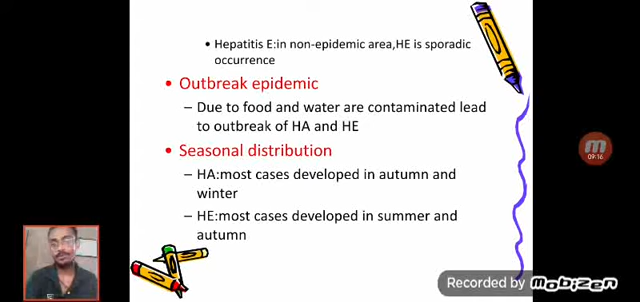 • Hepatitis E:in non-epidemic area,HE is sporadic
occurrence
• Outbreak epidemic
– Due to food and water are contaminated lead
to outbreak of HA and HE
• Seasonal distribution
– HA:most cases developed in autumn and
winter
– HE:most cases developed in summer and
autumn
m
09:16
Recorded by mobizen